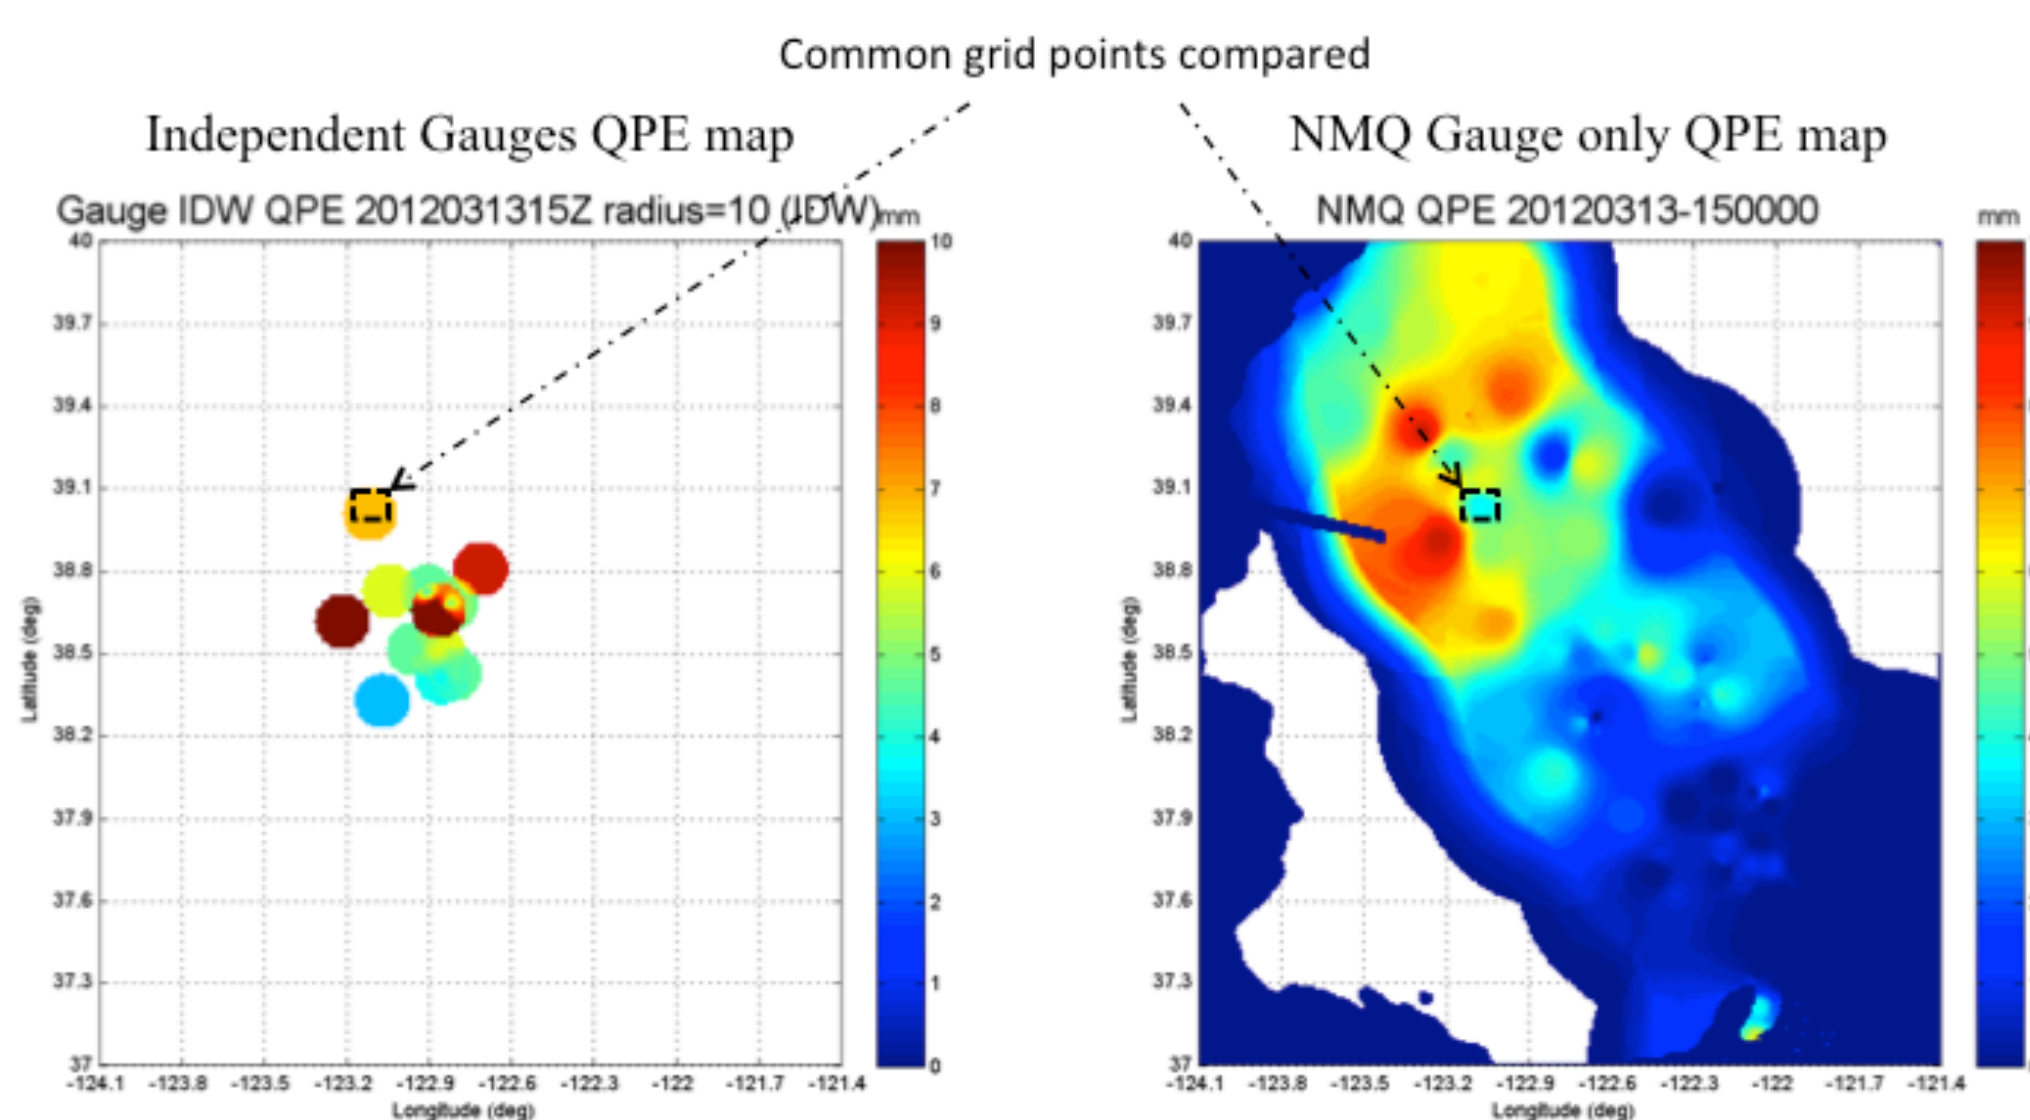 Common grid points compared
Independent Gauges QPE map
NMQ Gauge only QPE map
Gauge IDW QPE 2012031315Z radius=10 (IDW)mm
NMQ QPE 20120313-150000
mm
40
39.7
39.4
39.1
38.8
38.5
38.2
37.9
37.6
37.3
37
Latitude (deg)
-124.1 -123.8 -123.5 -123.2 -122.9 -122.6 -122.3 -122 -121.7 -121.4
Longitude (deg)
10
9
8
7
6
5
4
3
2
1
0
40
39.7
39.4
39.1
38.8
38.5
38.2
37.9
37.6
37.3
37
Latitude (deg)
-124.1 -123.8 -123.5 -123.2 -122.9 -122.6 -122.3 -122 -121.7 -121.4
Longitude (deg)